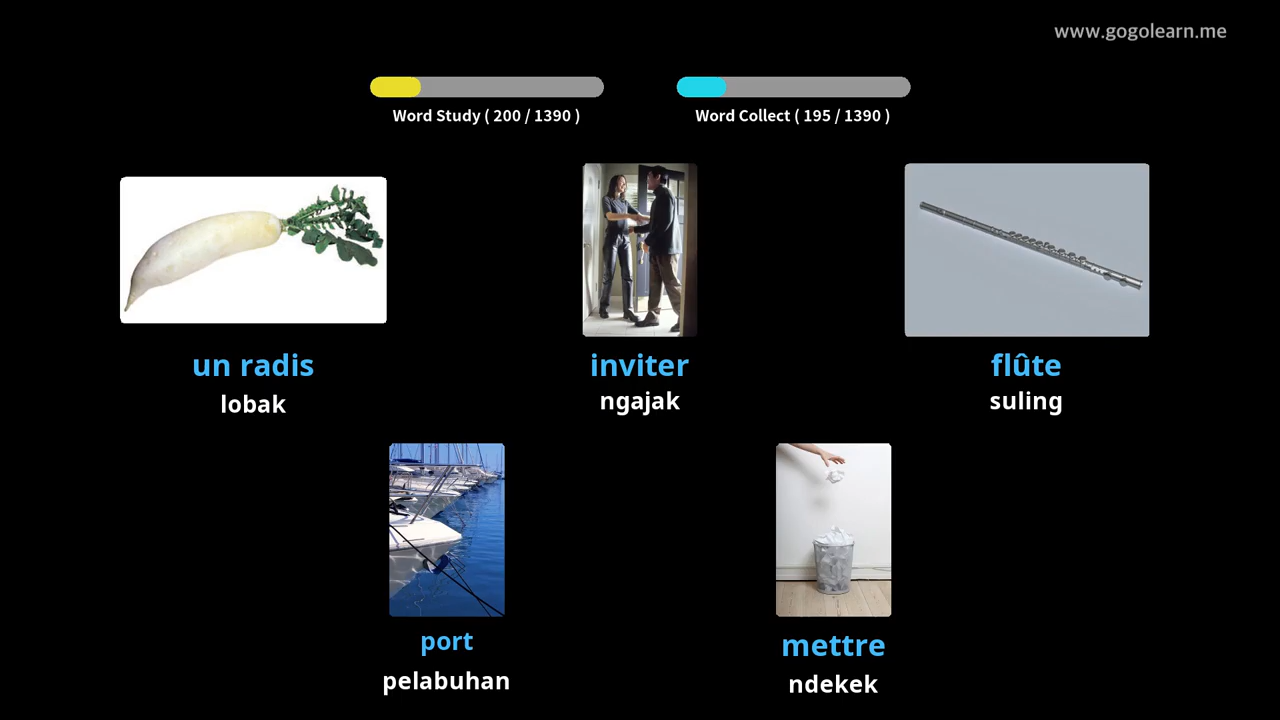 www.gogolearn.me
Word Study ( 200 / 1390 )
Word Collect ( 195 / 1390 )
un radis
lobak
inviter
ngajak
flûte
suling
port
pelabuhan
mettre
ndekek